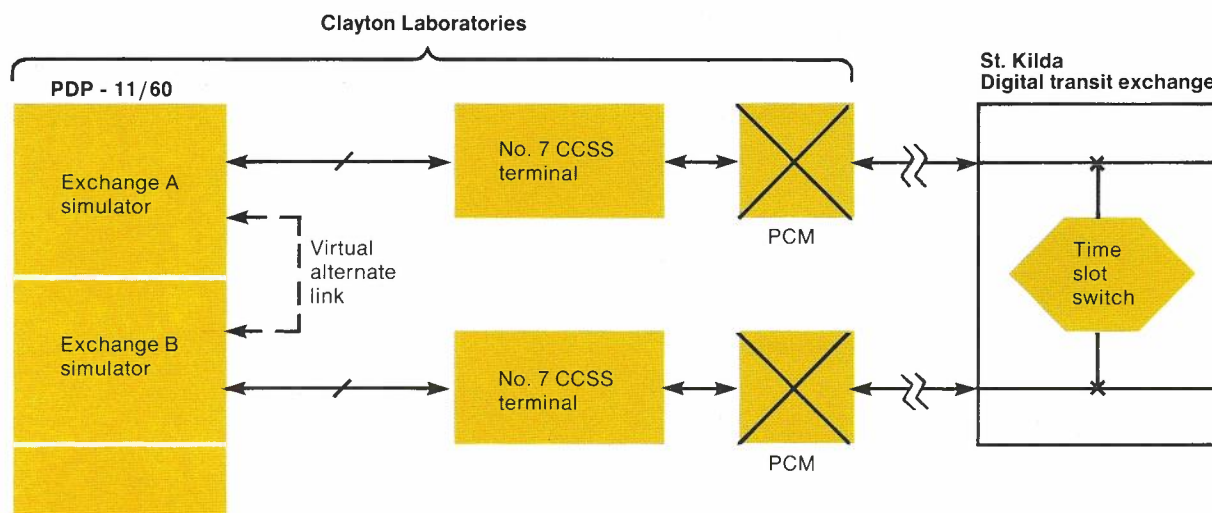 Clayton Laboratories
PDP - 11/60
St. Kilda
Digital transit exchange
Exchange A
simulator
No. 7 CCSS
terminal
PCM
Virtual
alternate
link
Time
slot
switch
Exchange B
simulator
No. 7 CCSS
terminal
PCM